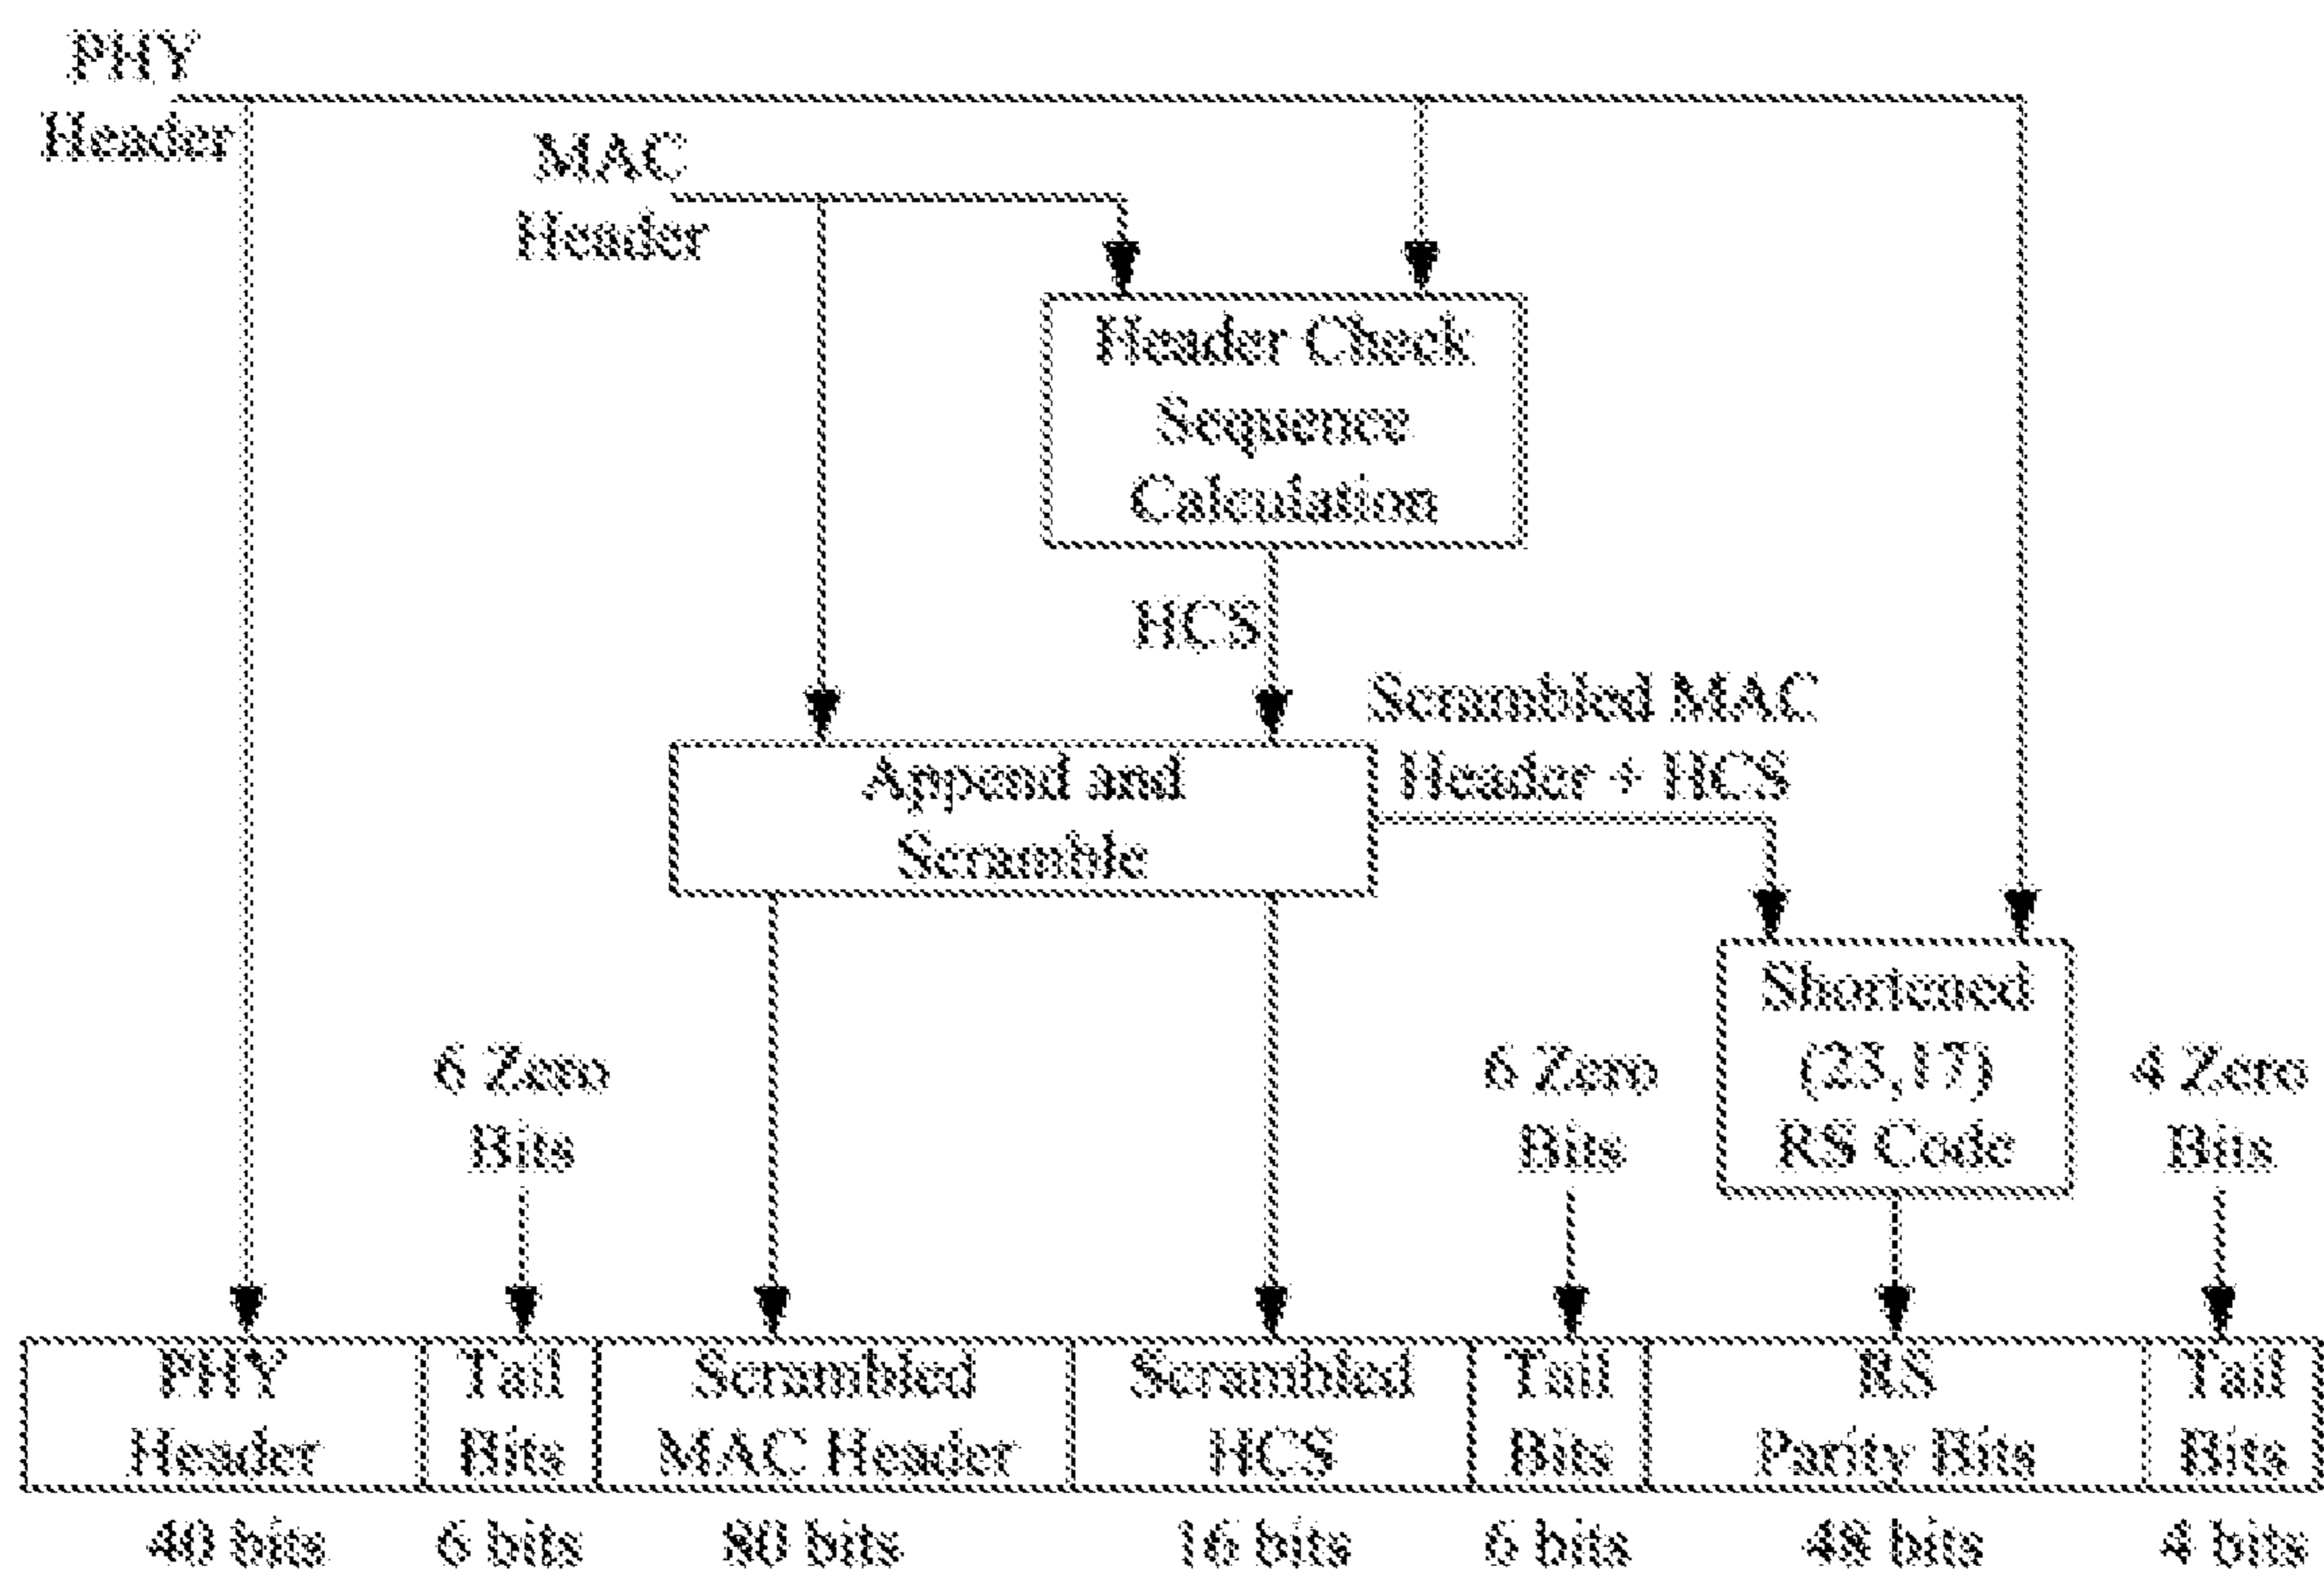 PHY
Header
MAC
Header
Header Check
Sequence
Calculation
HCS
Scrambled MAC
Header + HCS
Append and
Scramble
Shortened
(23,17)
RS Code
6 Zero
Bits
6 Zero
Bits
4 Zero
Bits
PHY
Header
Tail
Bits
Scrambled
MAC Header
Scrambled
HCS
Tail
Bits
RS
Parity Bits
Tail
Bits
40 bits
6 bits
80 bits
16 bits
6 bits
48 bits
4 bits